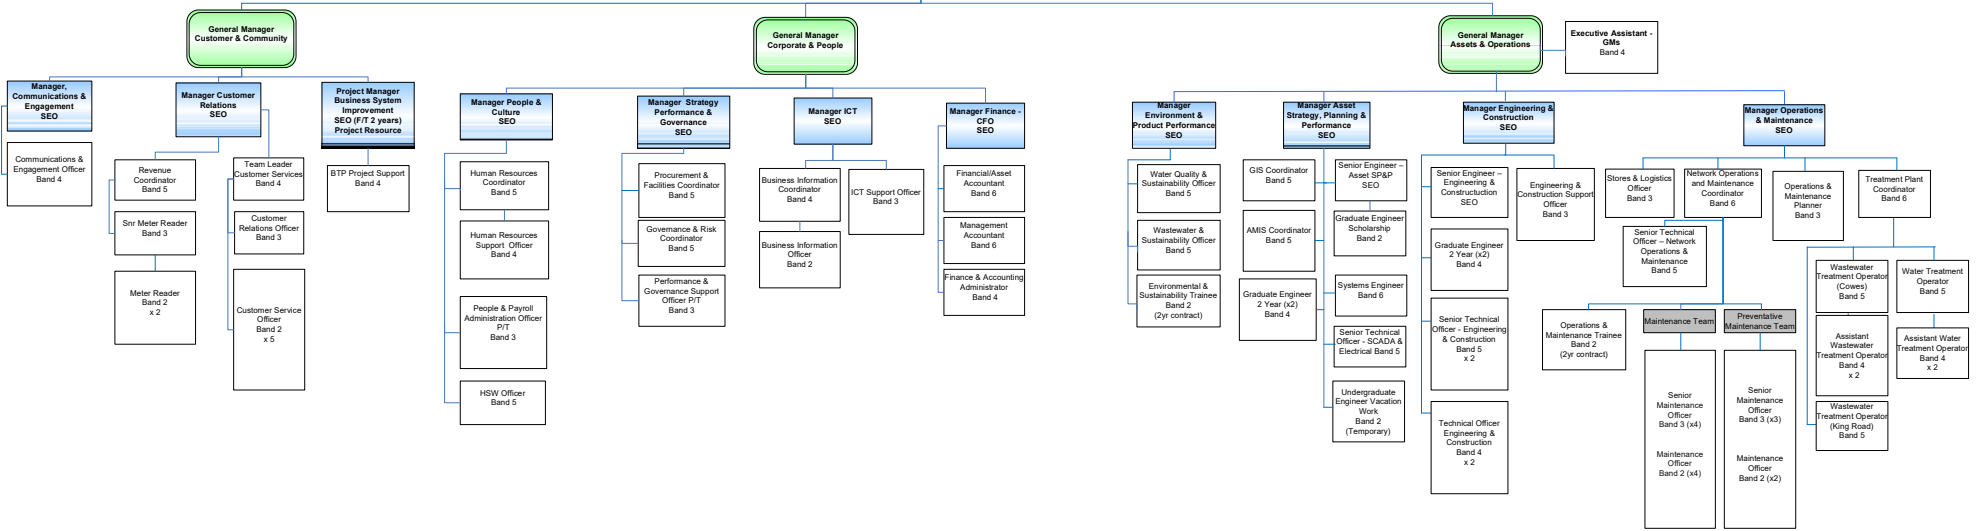 General Manager
Customer & Community
General Manager
Corporate & People
General Manager
Assets & Operations
Executive Assistant -
GMs
Band 4
Manager,
Communications &
Engagement
SEO
Communications &
Engagement Officer
Band 4
Manager Customer
Relations
SEO
Revenue
Coordinator
Band 5
Snr Meter Reader
Band 3
Meter Reader
Band 2
x 2
Team Leader
Customer Services
Band 4
Customer
Relations Officer
Band 3
Customer Service
Officer
Band 2
x 5
Project Manager
Business System
Improvement
SEO (F/T 2 years)
Project Resource
BTP Project Support
Band 4
Manager People &
Culture
SEO
Human Resources
Coordinator
Band 5
Human Resources
Support Officer
Band 4
People & Payroll
Administration Officer
P/T
Band 3
HSW Officer
Band 5
Manager Strategy
Performance &
Governance
SEO
Procurement &
Facilities Coordinator
Band 5
Governance & Risk
Coordinator
Band 5
Performance &
Governance Support
Officer P/T
Band 3
Manager ICT
SEO
Business Information
Coordinator
Band 4
Business Information
Officer
Band 2
ICT Support Officer
Band 3
Manager Finance -
CFO
SEO
Financial/Asset
Accountant
Band 6
Management
Accountant
Band 6
Finance & Accounting
Administrator
Band 4
Manager
Environment &
Product Performance
SEO
Water Quality &
Sustainability Officer
Band 5
Wastewater &
Sustainability Officer
Band 5
Environmental &
Sustainability Trainee
Band 2
(2yr contract)
Manager Asset
Strategy, Planning &
Performance
SEO
GIS Coordinator
Band 5
AMIS Coordinator
Band 5
Graduate Engineer
2 Year (x2)
Band 4
Senior Engineer –
Asset SP&P
SEO
Graduate Engineer
Scholarship
Band 2
Systems Engineer
Band 6
Senior Technical
Officer - SCADA &
Electrical Band 5
Undergraduate
Engineer Vacation
Work
Band 2
(Temporary)
Manager Engineering &
Construction
SEO
Senior Engineer –
Engineering &
Constructuction
SEO
Graduate Engineer
2 Year (x2)
Band 4
Senior Technical
Officer - Engineering
& Construction
Band 5
x 2
Technical Officer
Engineering &
Construction
Band 4
x 2
Engineering &
Construction Support
Officer
Band 3
Manager Operations
& Maintenance
SEO
Stores & Logistics
Officer
Band 3
Network Operations
and Maintenance
Coordinator
Band 6
Senior Technical
Officer – Network
Operations &
Maintenance
Band 5
Operations &
Maintenance
Planner
Band 3
Treatment Plant
Coordinator
Band 6
Operations &
Maintenance Trainee
Band 2
(2yr contract)
Maintenance Team
Senior
Maintenance
Officer
Band 3 (x4)
Maintenance
Officer
Band 2 (x4)
Preventative
Maintenance Team
Senior
Maintenance
Officer
Band 3 (x3)
Maintenance
Officer
Band 2 (x2)
Wastewater
Treatment Operator
(Cowes)
Band 5
Assistant
Wastewater
Treatment Operator
Band 4
x 2
Wastewater
Treatment Operator
(King Road)
Band 5
Water Treatment
Operator
Band 5
Assistant Water
Treatment Operator
Band 4
x 2